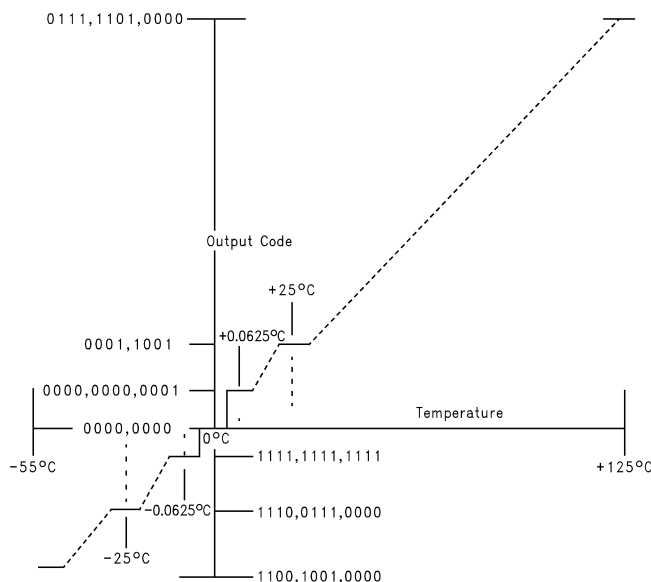 0111,1101,0000
Output Code
+25°C
+0.0625°C
0001,1001
0000,0000,0001
Temperature
0000,0000
0°C
-55°C
+125°C
1111,1111,1111
-0.0625°C
1110,0111,0000
-25°C
1100,1001,0000